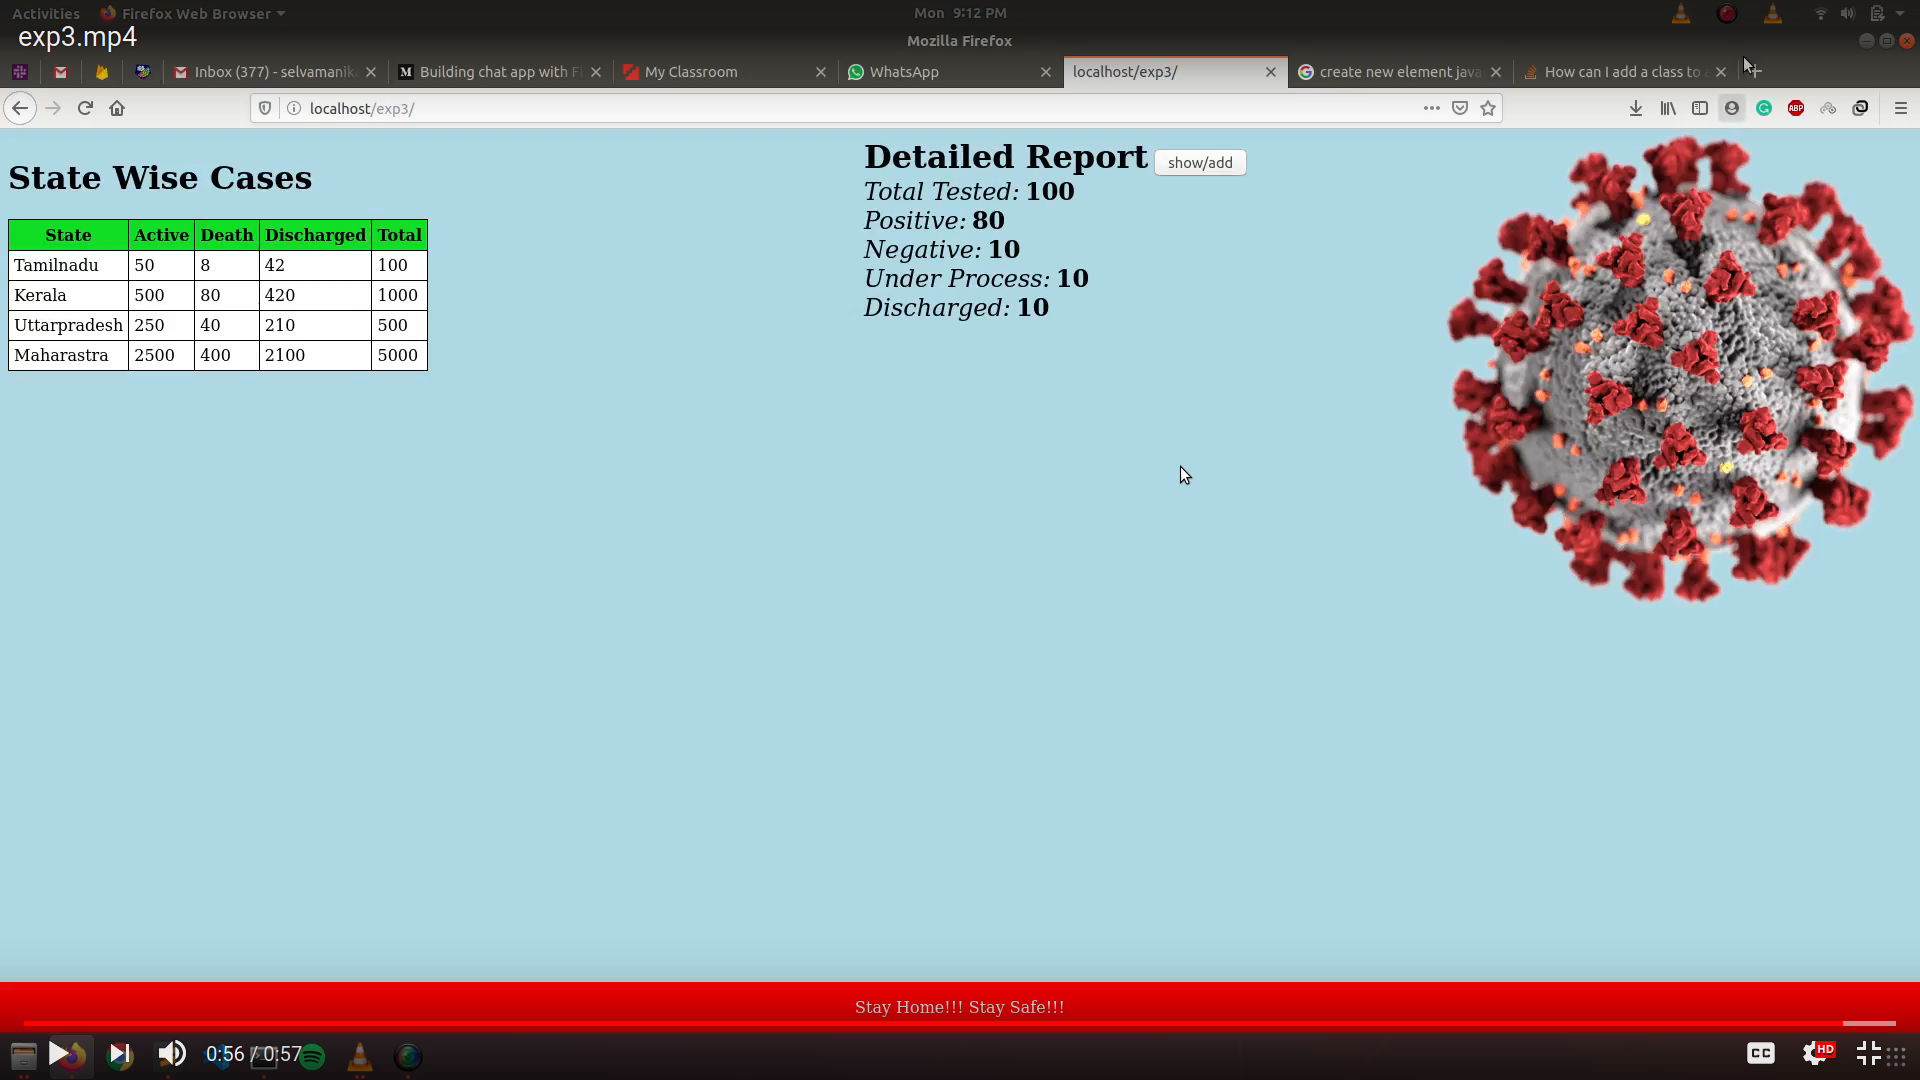 Activities Firefox Web Browser Mon 9:12 PM
exp3.mp4
Mozilla Firefox
Inbox (377) - selvamanika Building chat app with Fl My Classroom WhatsApp localhost/exp3/ create new element java How can I add a class to a
localhost/exp3/
ABP
State Wise Cases
State Active Death Discharged Total
Tamilnadu 50 8 42 100
Kerala 500 80 420 1000
Uttarpradesh 250 40 210 500
Maharastra 2500 400 2100 5000
Detailed Report show/add
Total Tested: 100
Positive: 80
Negative: 10
Under Process: 10
Discharged: 10
Stay Home!!! Stay Safe!!!
0:56 / 0:57 CC HD